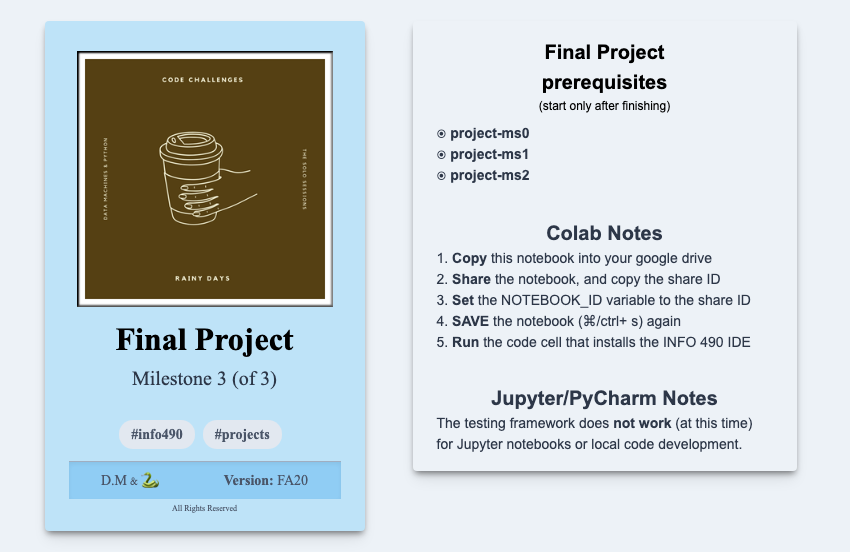 CODE CHALLENGES
DATA MACHINES & PYTHON
THE SOLO SESSIONS
RAINY DAYS
Final Project
Milestone 3 (of 3)
#info490
#projects
D.M & 🐍
Version: FA20
All Rights Reserved
Final Project
prerequisites
(start only after finishing)
⦿ project-ms0
⦿ project-ms1
⦿ project-ms2
Colab Notes
1. Copy this notebook into your google drive
2. Share the notebook, and copy the share ID
3. Set the NOTEBOOK_ID variable to the share ID
4. SAVE the notebook (⌘/ctrl+ s) again
5. Run the code cell that installs the INFO 490 IDE
Jupyter/PyCharm Notes
The testing framework does not work (at this time)
for Jupyter notebooks or local code development.